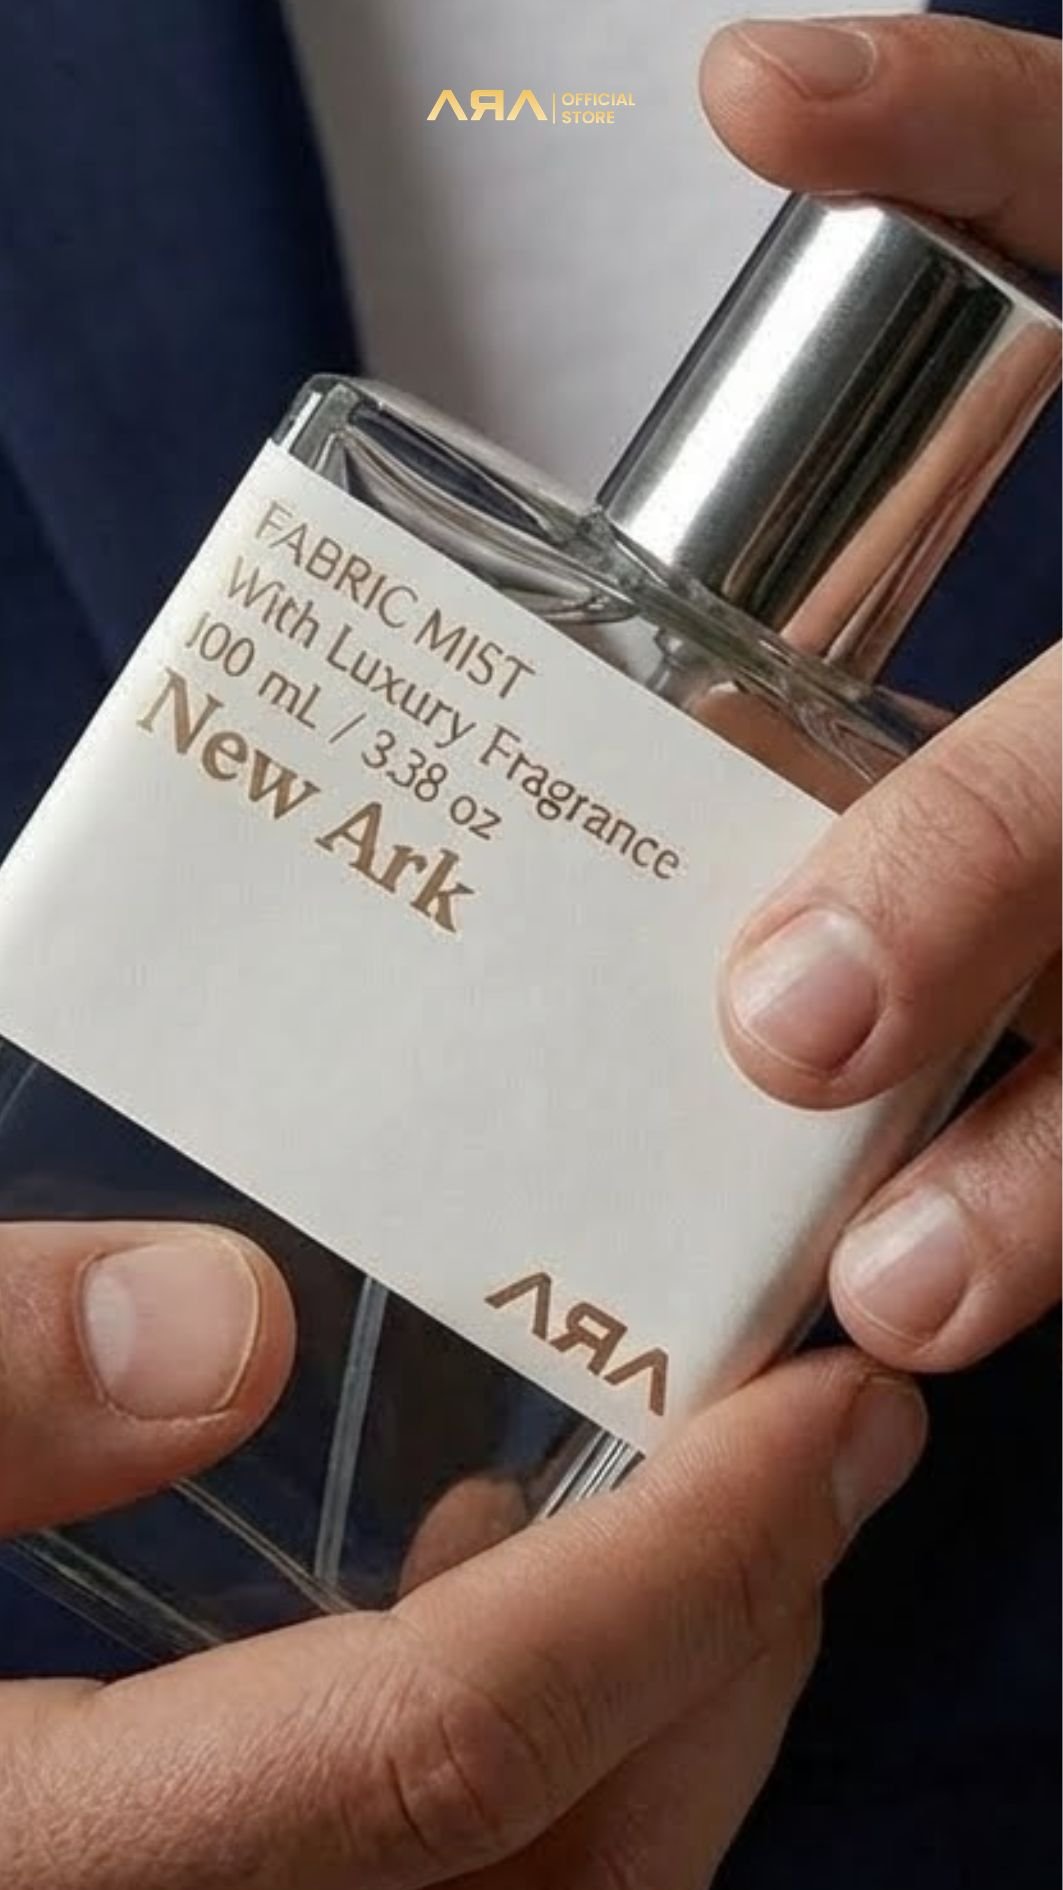 ARA OFFICIAL
STORE
FABRIC MIST
With Luxury Fragrance
100 mL / 3.38 oz
New Ark
ARA